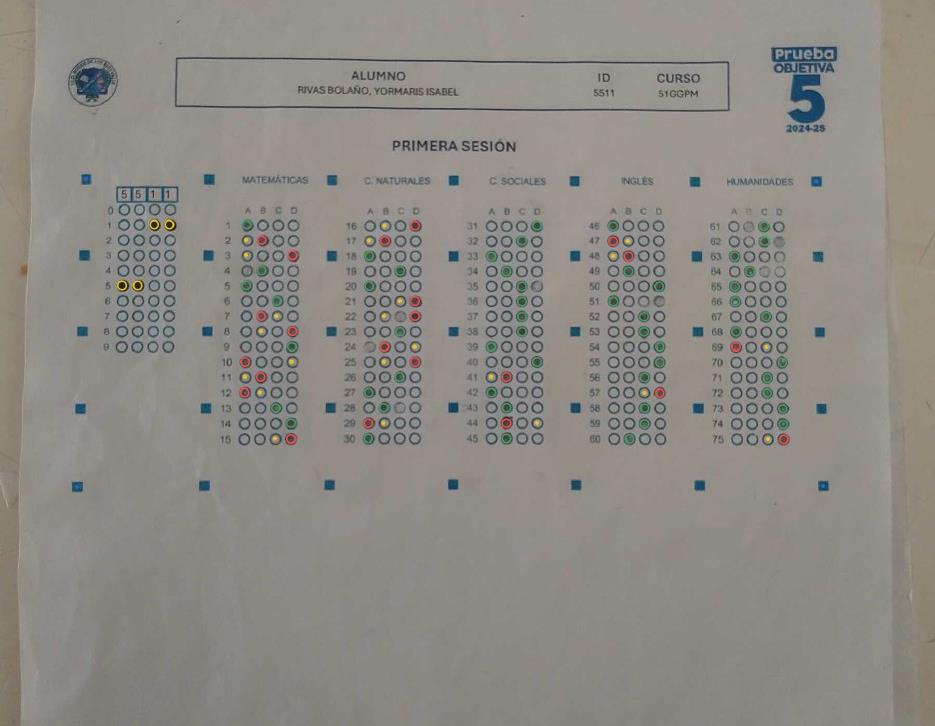 ALUMNO ID CURSO
RIVAS BOLAÑO, YORMARIS ISABEL 5511 51GGPM
Prueba
OBJETIVA
5
2024-25
PRIMERA SESIÓN
MATEMÁTICAS C. NATURALES C. SOCIALES INGLÉS HUMANIDADES
5 5 1 1
A B C D A B C D A B C D A B C D A B C D
0
1 1 16 31 46 61
2 2 17 32 47 62
3 3 18 33 48 63
4 4 19 34 49 64
5 5 20 35 50 65
6 6 21 36 51 66
7 7 22 37 52 67
8 8 23 38 53 68
9 9 24 39 54 69
10 25 40 55 70
11 26 41 56 71
12 27 42 57 72
13 28 43 58 73
14 29 44 59 74
15 30 45 60 75